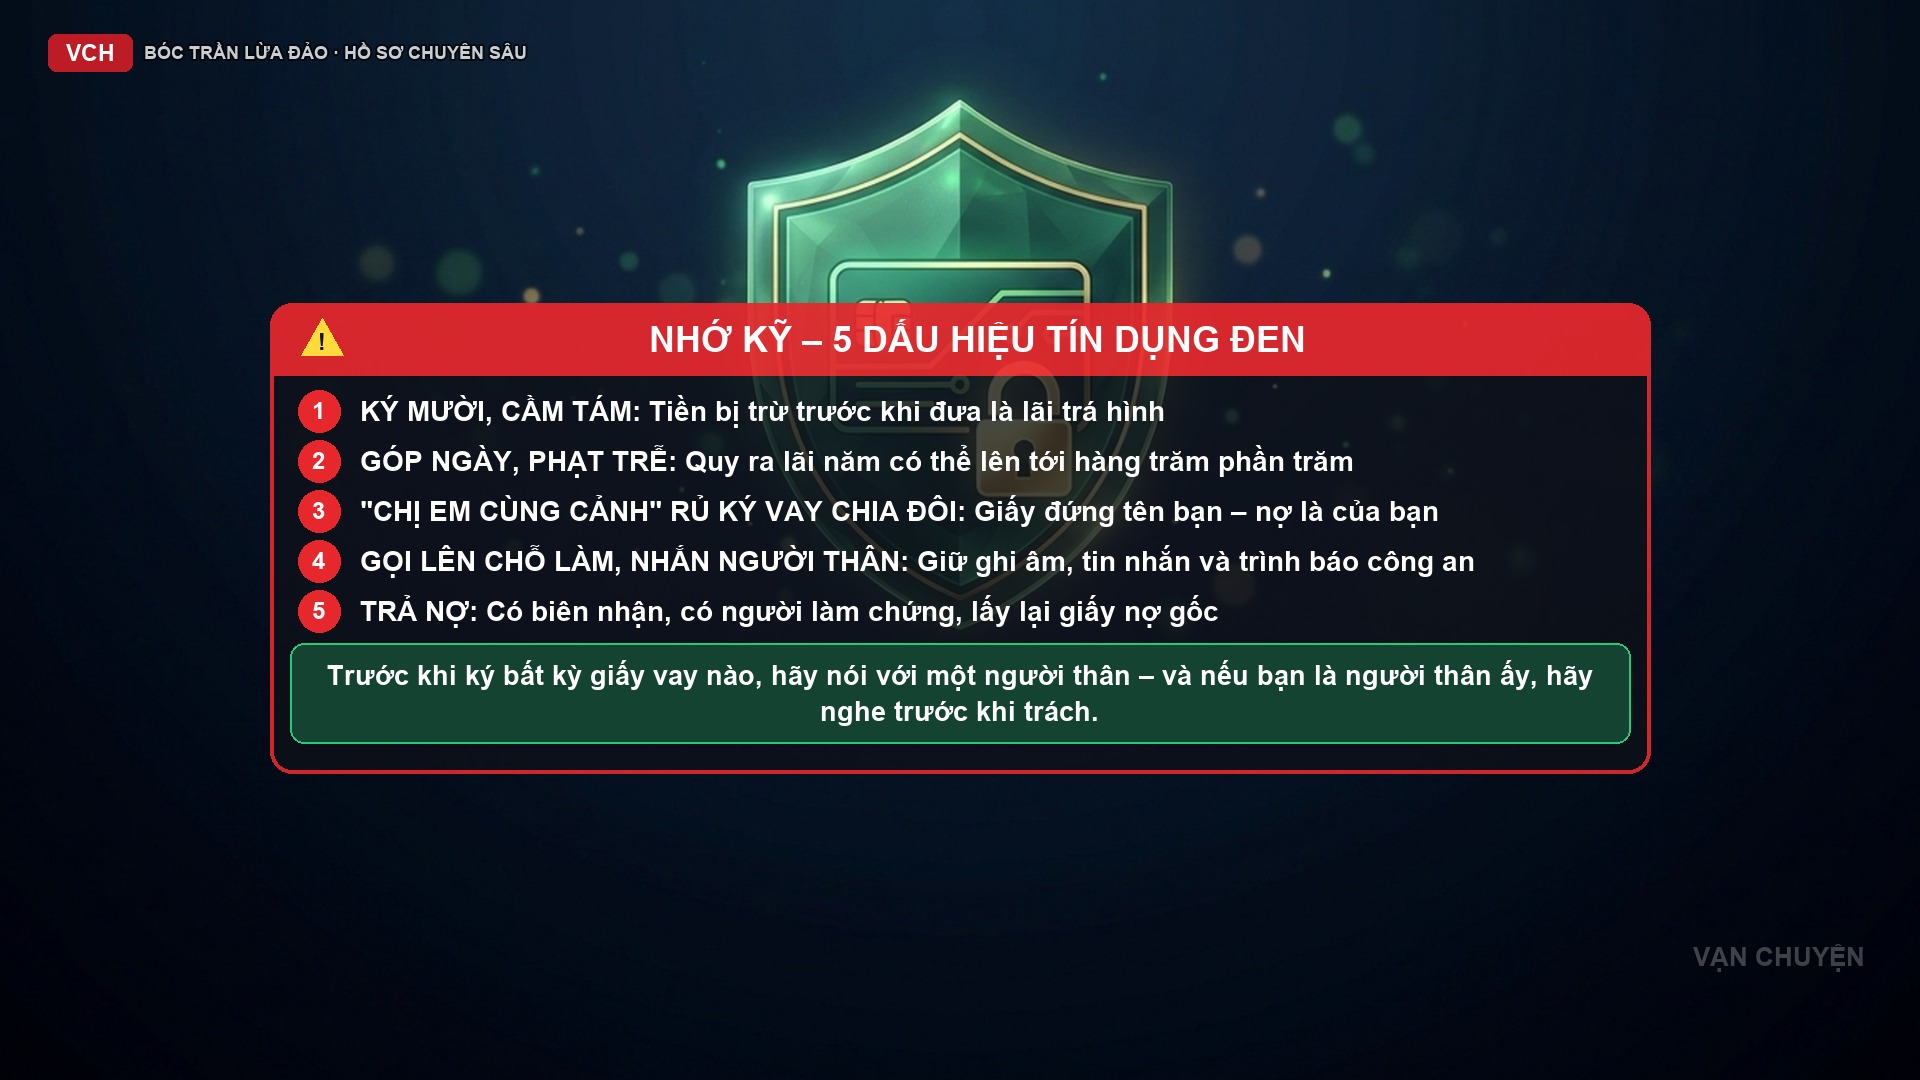 VCH BÓC TRẦN LỪA ĐẢO · HỒ SƠ CHUYÊN SÂU
NHỚ KỸ – 5 DẤU HIỆU TÍN DỤNG ĐEN
1 KÝ MƯỜI, CẦM TÁM: Tiền bị trừ trước khi đưa là lãi trá hình
2 GÓP NGÀY, PHẠT TRỄ: Quy ra lãi năm có thể lên tới hàng trăm phần trăm
3 "CHỊ EM CÙNG CẢNH" RỦ KÝ VAY CHIA ĐÔI: Giấy đứng tên bạn – nợ là của bạn
4 GỌI LÊN CHỖ LÀM, NHẮN NGƯỜI THÂN: Giữ ghi âm, tin nhắn và trình báo công an
5 TRẢ NỢ: Có biên nhận, có người làm chứng, lấy lại giấy nợ gốc
Trước khi ký bất kỳ giấy vay nào, hãy nói với một người thân – và nếu bạn là người thân ấy, hãy
nghe trước khi trách.
VẠN CHUYỆN